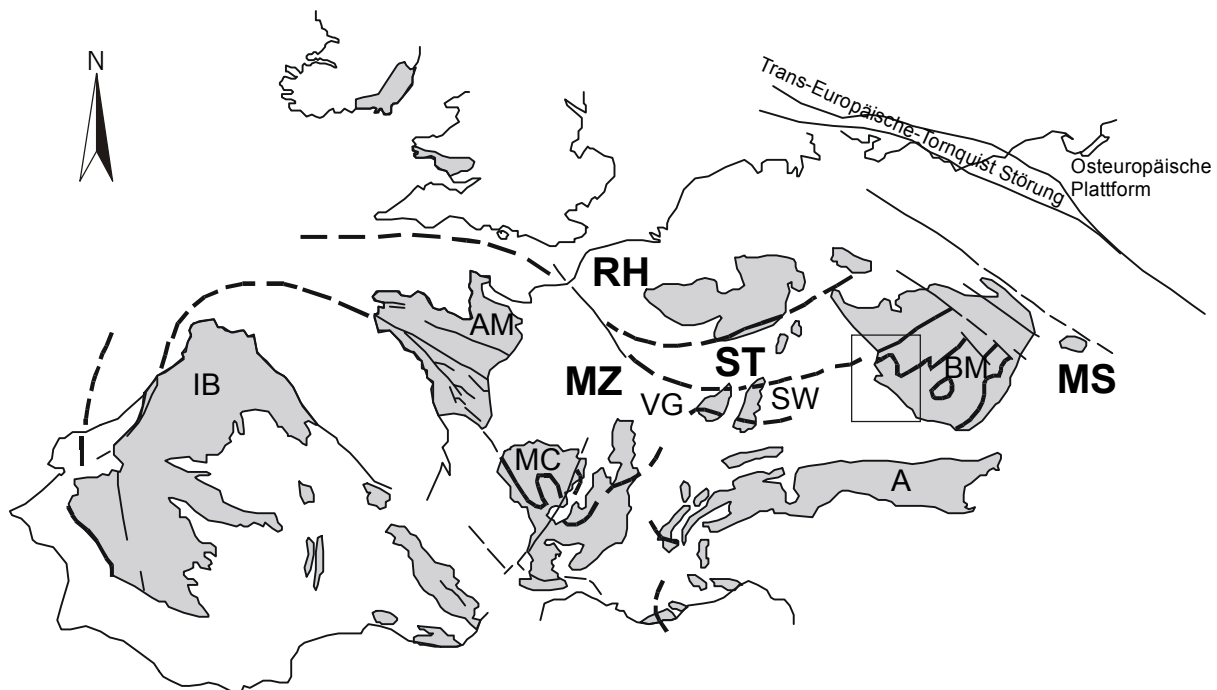 N
Trans-Europäische-Tornquist Störung
Osteuropäische
Plattform
RH
AM
ST
MZ
BM
MS
IB
VG
SW
MC
A